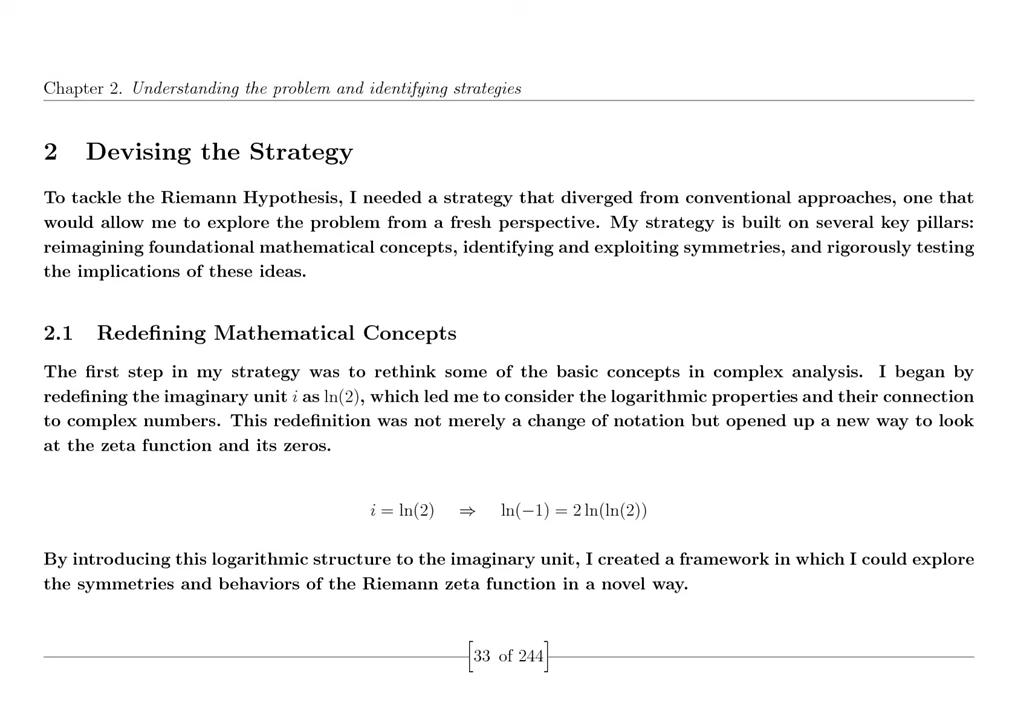 Chapter 2. Understanding the problem and identifying strategies
2 Devising the Strategy
To tackle the Riemann Hypothesis, I needed a strategy that diverged from conventional approaches, one that
would allow me to explore the problem from a fresh perspective. My strategy is built on several key pillars:
reimagining foundational mathematical concepts, identifying and exploiting symmetries, and rigorously testing
the implications of these ideas.
2.1 Redefining Mathematical Concepts
The first step in my strategy was to rethink some of the basic concepts in complex analysis. I began by
redefining the imaginary unit i as ln(2), which led me to consider the logarithmic properties and their connection
to complex numbers. This redefinition was not merely a change of notation but opened up a new way to look
at the zeta function and its zeros.
i = ln(2) ⇒ ln(−1) = 2 ln(ln(2))
By introducing this logarithmic structure to the imaginary unit, I created a framework in which I could explore
the symmetries and behaviors of the Riemann zeta function in a novel way.
[33 of 244]